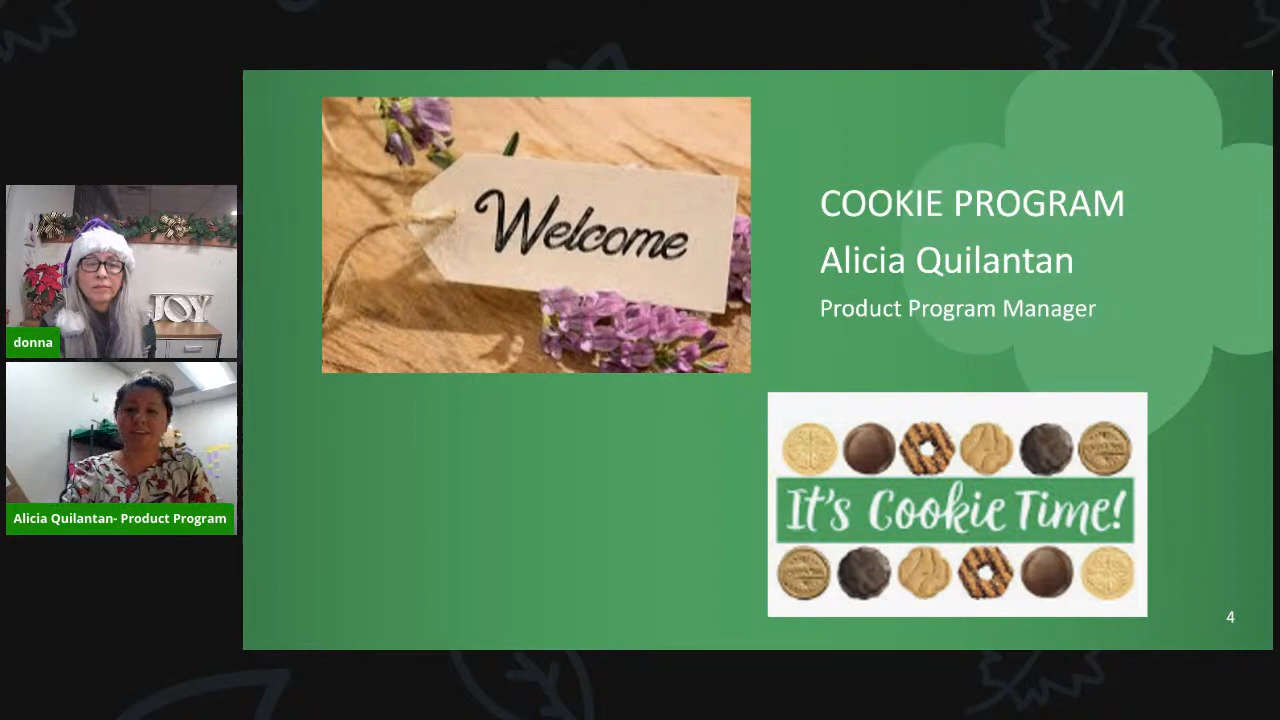 Welcome
COOKIE PROGRAM
Alicia Quilantan
Product Program Manager
JOY
donna
Alicia Quilantan- Product Program
It's Cookie Time!
4